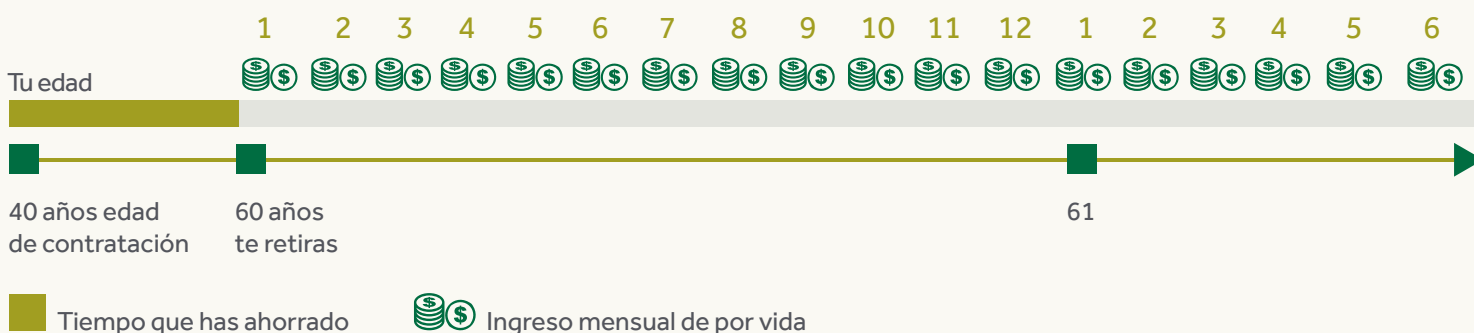 1 2 3 4 5 6 7 8 9 10 11 12 1 2 3 4 5 6
Tu edad
40 años edad
de contratación
60 años
te retiras
61
Tiempo que has ahorrado
Ingreso mensual de por vida